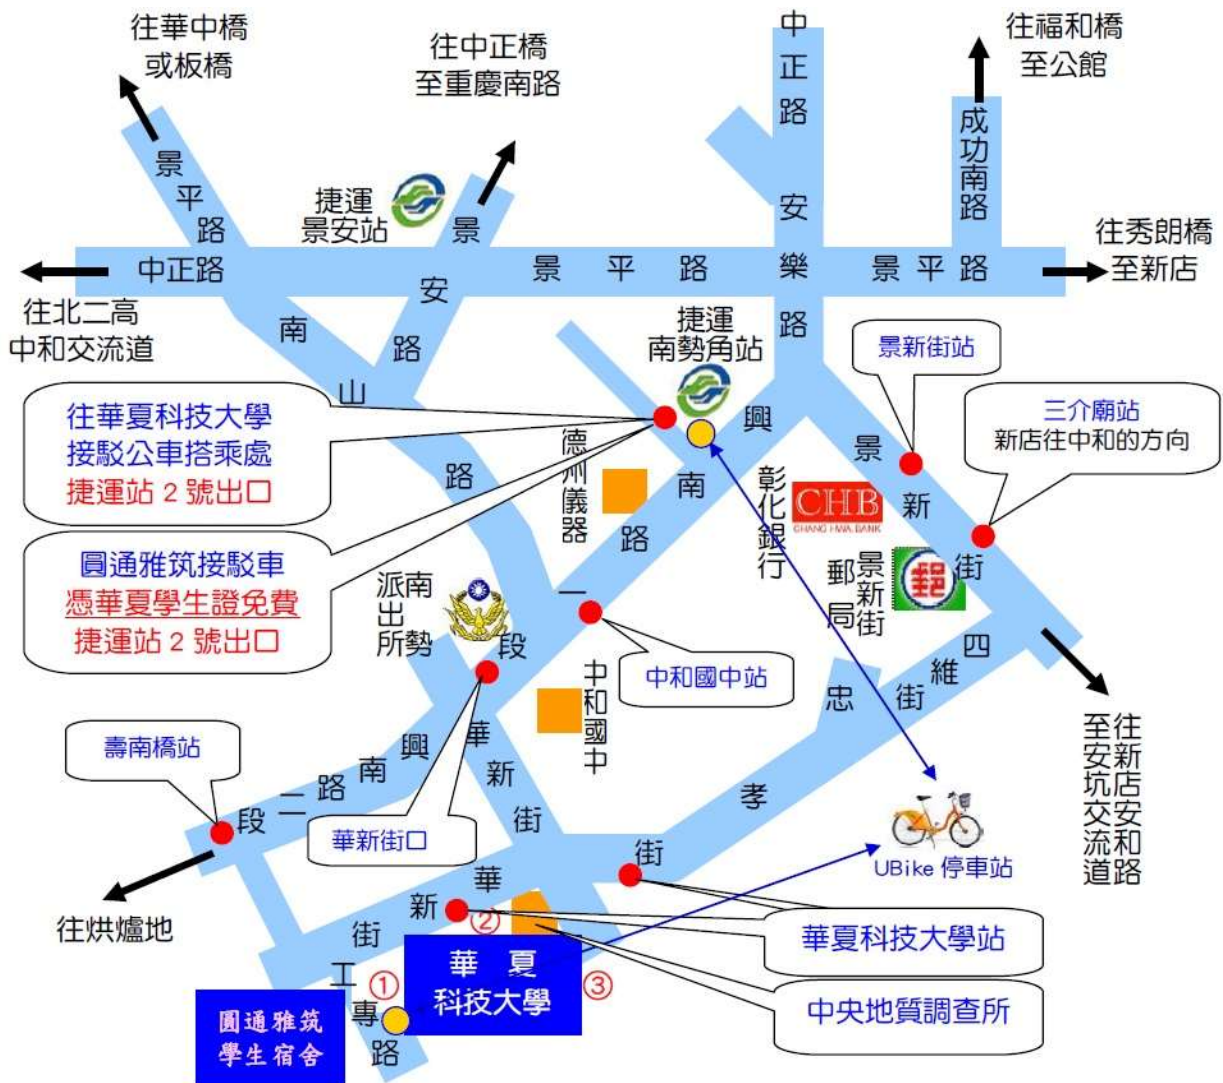 往華中橋
或板橋
往中正橋
至重慶南路
中正路
往福和橋
至公館
成功南路
景平路
捷運
景安站
景安路
安樂路
往秀朗橋
至新店
中正路
景平路
景平路
往北二高
中和交流道
南山路
捷運
南勢角站
景新街站
三介廟站
新店往中和的方向
往華夏科技大學
接駁公車搭乘處
捷運站 2 號出口
德州儀器
興南路一段
彰化銀行
CHB
CHANG HWA BANK
景新街
圓通雅筑接駁車
憑華夏學生證免費
捷運站 2 號出口
南勢
派出所
郵
景新街
郵局
四維街
中和國中站
中和國中
忠孝街
往新店安和路
至安坑交流道
壽南橋站
興南路二段
華新街
華新街口
UBike 停車站
往烘爐地
華新街
②
華夏科技大學站
①
華夏
科技大學
③
中央地質調查所
工專路
圓通雅筑
學生宿舍